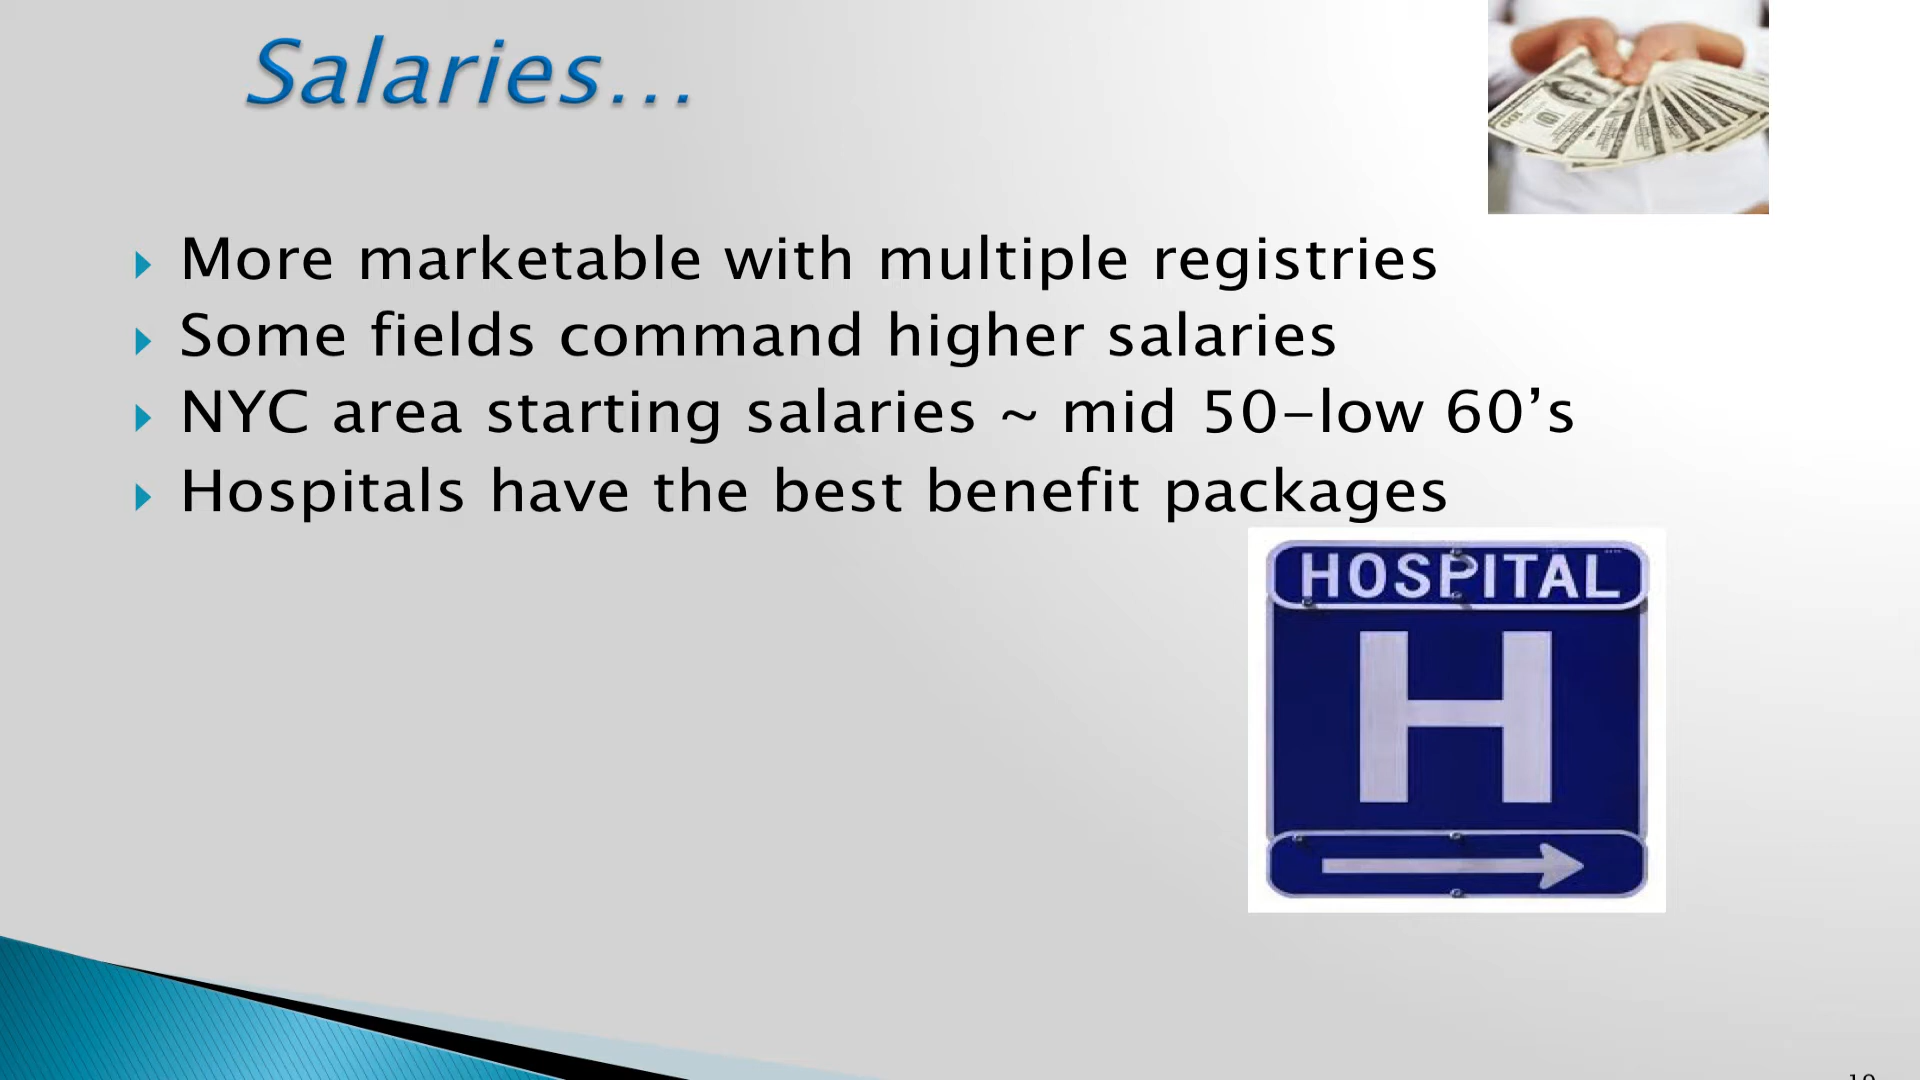 Salaries...
More marketable with multiple registries
Some fields command higher salaries
NYC area starting salaries ~ mid 50-low 60’s
Hospitals have the best benefit packages
HOSPITAL
H